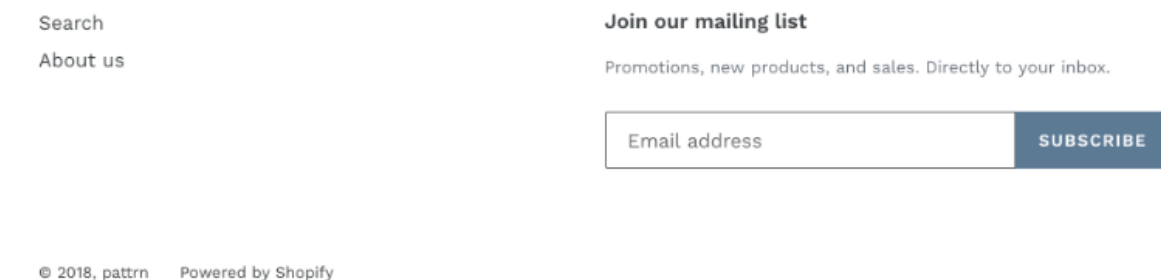 Search
About us
Join our mailing list
Promotions, new products, and sales. Directly to your inbox.
Email address
SUBSCRIBE
© 2018, pattrn Powered by Shopify